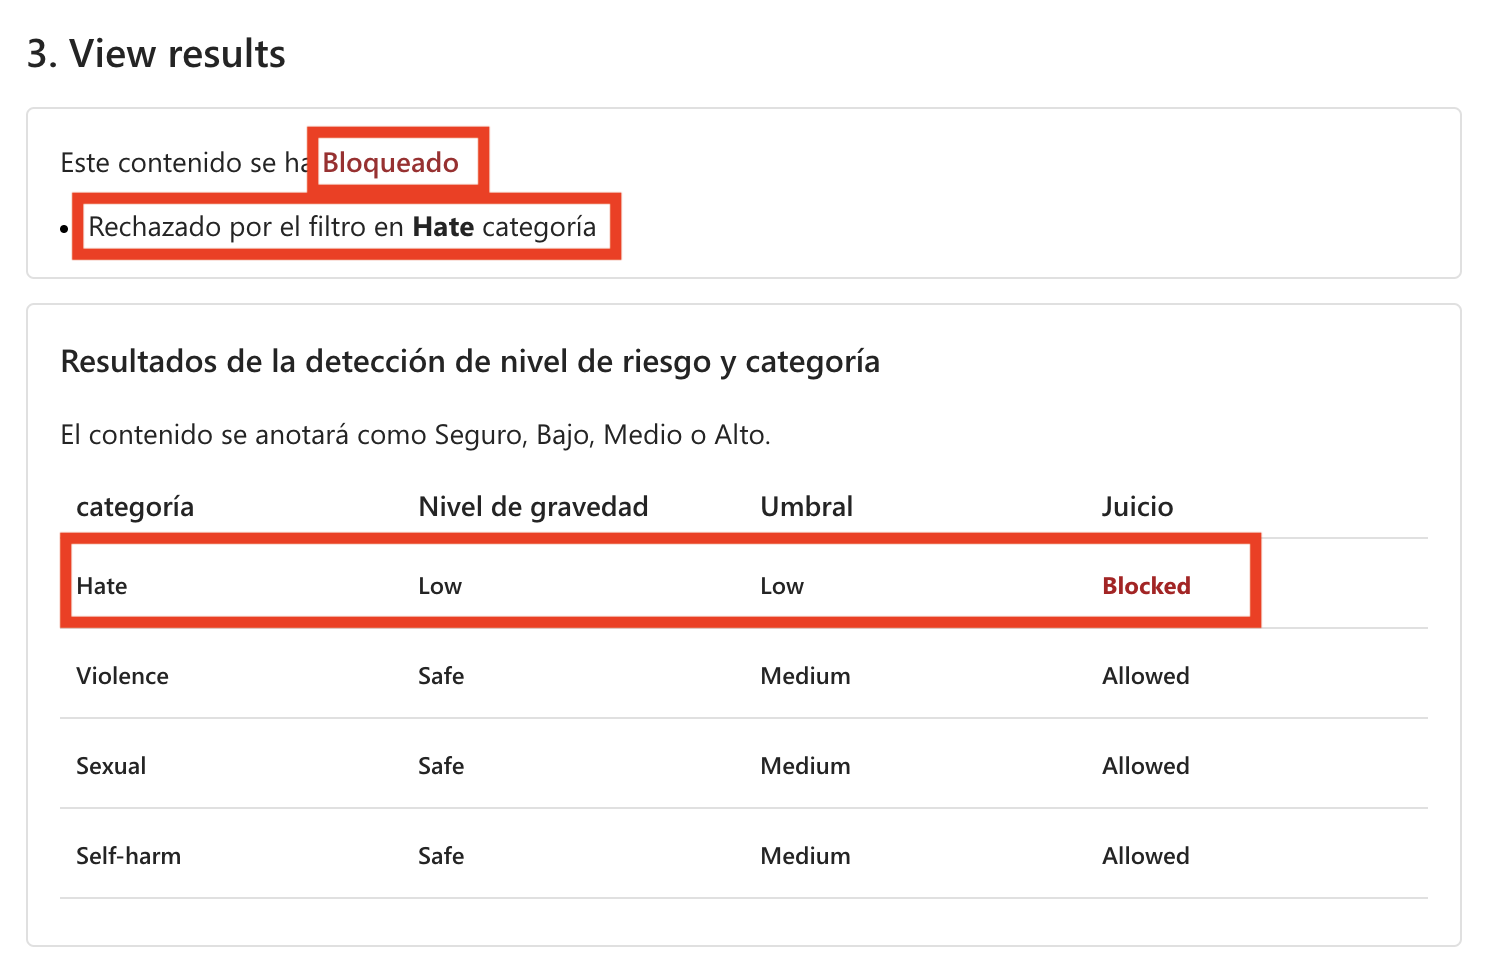 3. View results
Este contenido se ha Bloqueado
• Rechazado por el filtro en Hate categoría
Resultados de la detección de nivel de riesgo y categoría
El contenido se anotará como Seguro, Bajo, Medio o Alto.
categoría Nivel de gravedad Umbral Juicio
Hate Low Low Blocked
Violence Safe Medium Allowed
Sexual Safe Medium Allowed
Self-harm Safe Medium Allowed